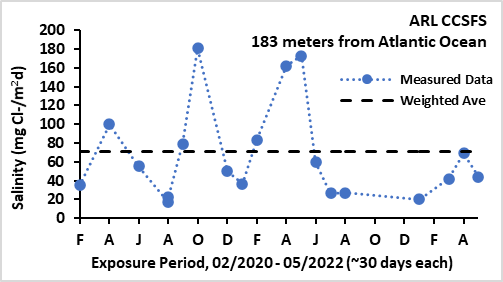 ARL CCSFS
183 meters from Atlantic Ocean
Measured Data
Weighted Ave
Salinity (mg Cl-/m²d)
200
180
160
140
120
100
80
60
40
20
0
F A J A O D F A J A O D F A
Exposure Period, 02/2020 - 05/2022 (~30 days each)